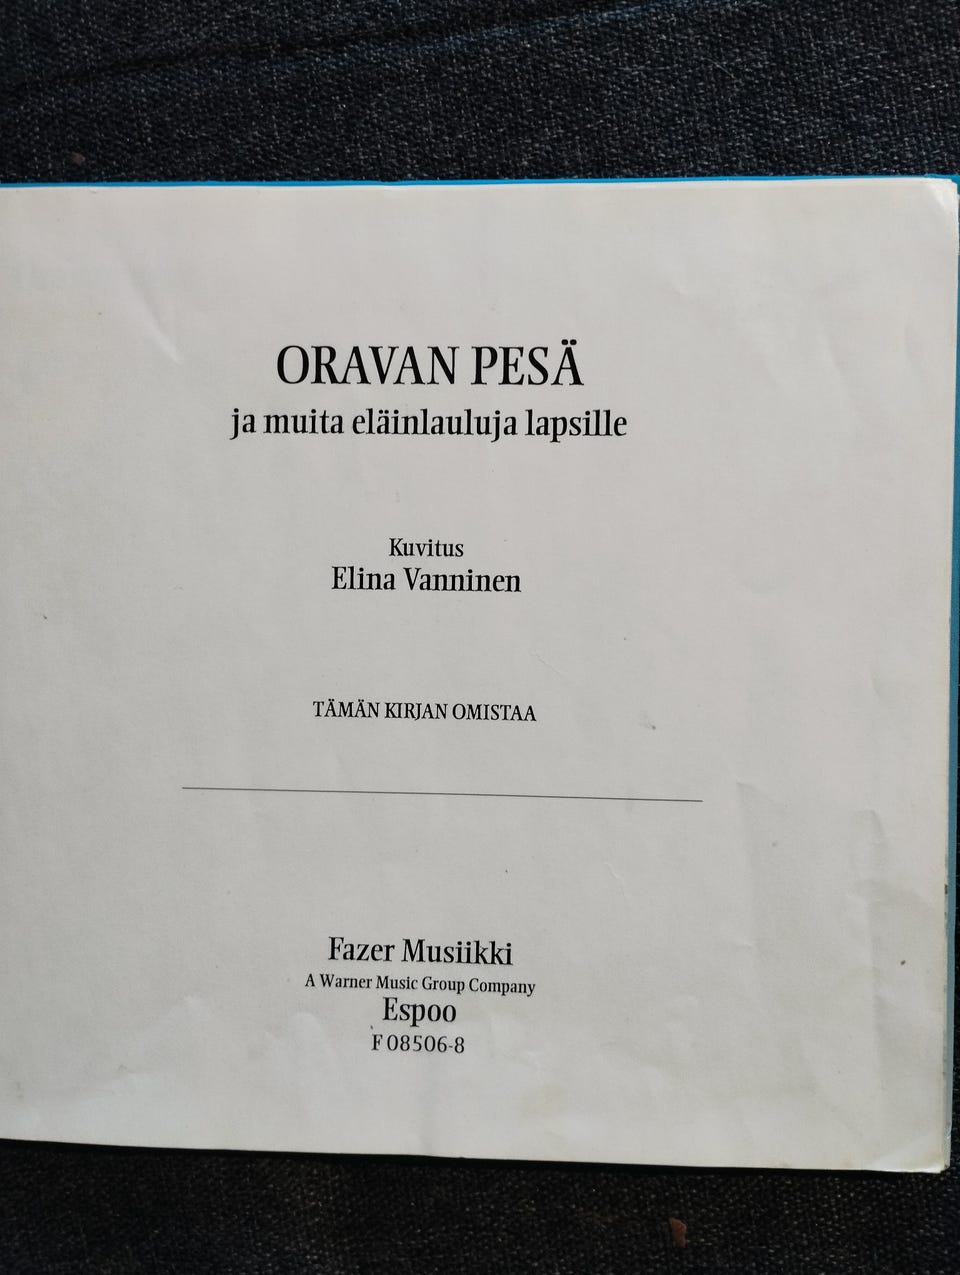 ORAVAN PESÄ
ja muita eläinlauluja lapsille
Kuvitus
Elina Vanninen
TÄMÄN KIRJAN OMISTAA
Fazer Musiikki
A Warner Music Group Company
Espoo
F 08506-8